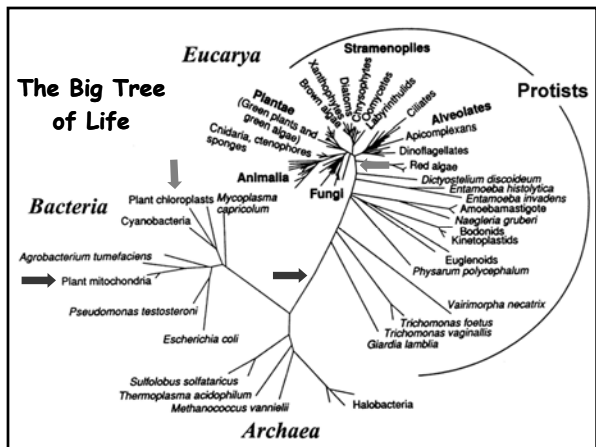 Eucarya
The Big Tree
of Life
Stramenopiles
Protists
Xanthophytes
Brown algae
Diatoms
Chrysophytes
Oomycetes
Labyrinthulids
Ciliates
Plantae
(Green plants and
green algae)
Alveolates
Apicomplexans
Cnidaria, ctenophores
sponges
Dinoflagellates
Animalia
Red algae
Fungi
Dictyostelium discoideum
Entamoeba histolytica
Entamoeba invadens
Bacteria
Plant chloroplasts
Mycoplasma
capricolum
Amoebamastigote
Cyanobacteria
Naegleria gruberi
Bodonids
Kinetoplastids
Agrobacterium tumefaciens
Euglenoids
Plant mitochondria
Physarum polycephalum
Vairimorpha necatrix
Pseudomonas testosteroni
Trichomonas foetus
Trichomonas vaginallis
Escherichia coli
Giardia lamblia
Sulfolobus solfataricus
Thermoplasma acidophilum
Halobacteria
Methanococcus vannielii
Archaea